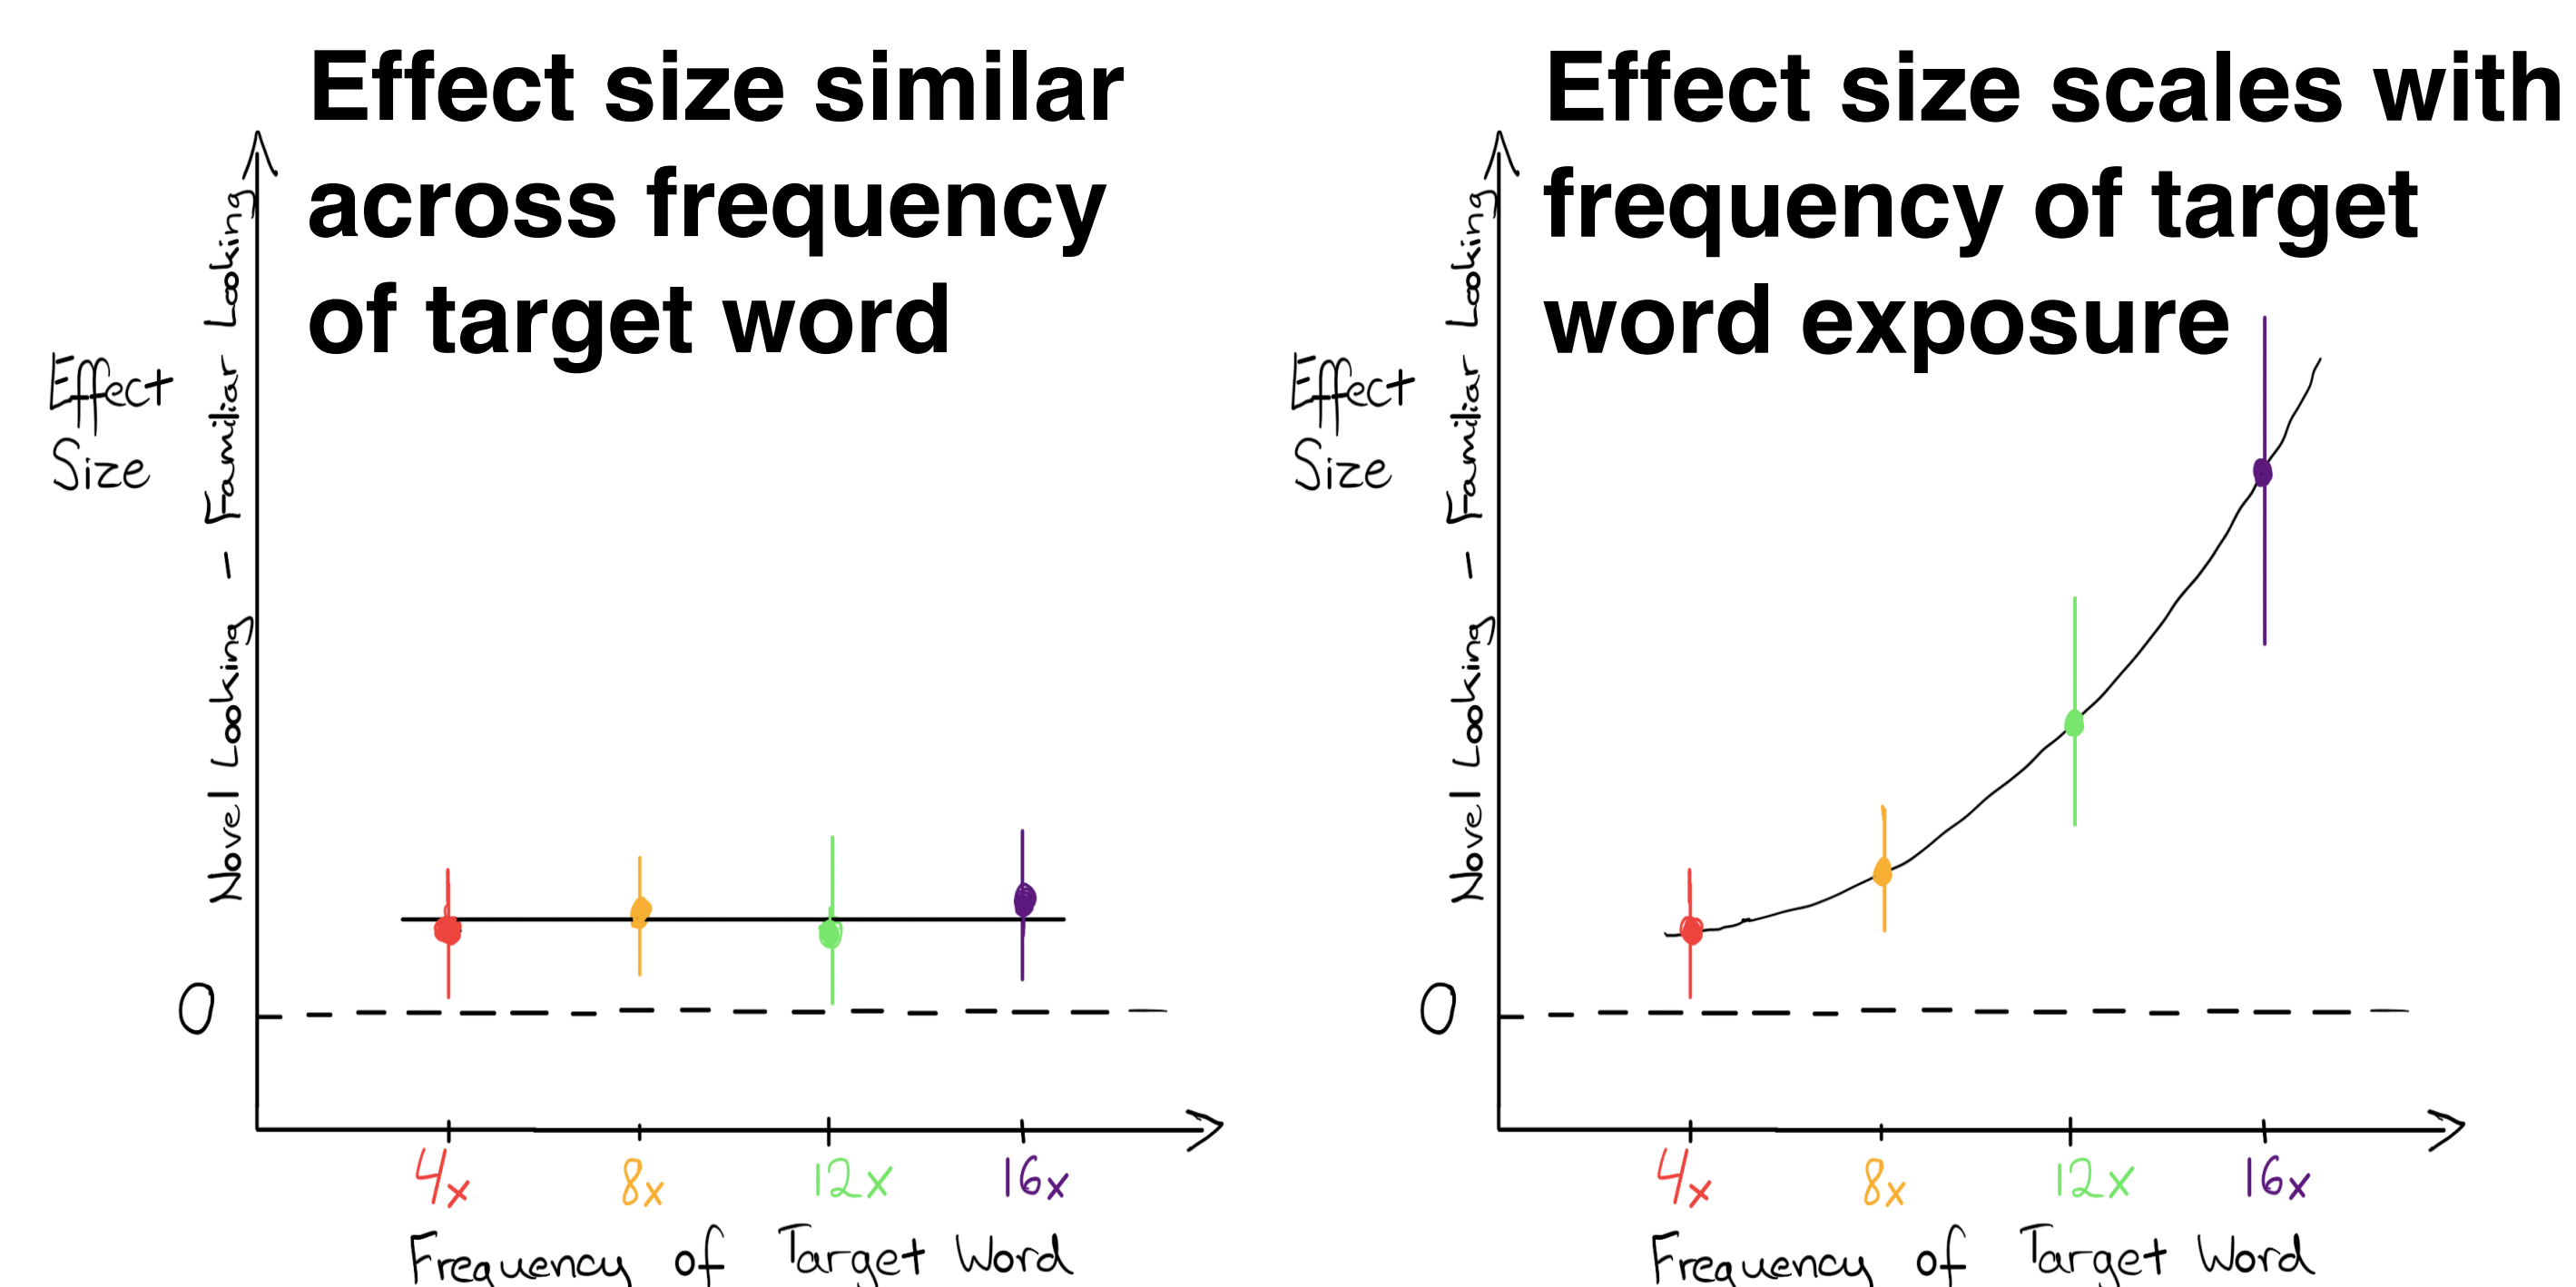 Effect size similar
across frequency
of target word
Effect
Size
Novel Looking - Familiar Looking
0
4x
8x
12x
16x
Frequency of Target Word
Effect size scales with
frequency of target
word exposure
Effect
Size
Novel Looking - Familiar Looking
0
4x
8x
12x
16x
Frequency of Target Word